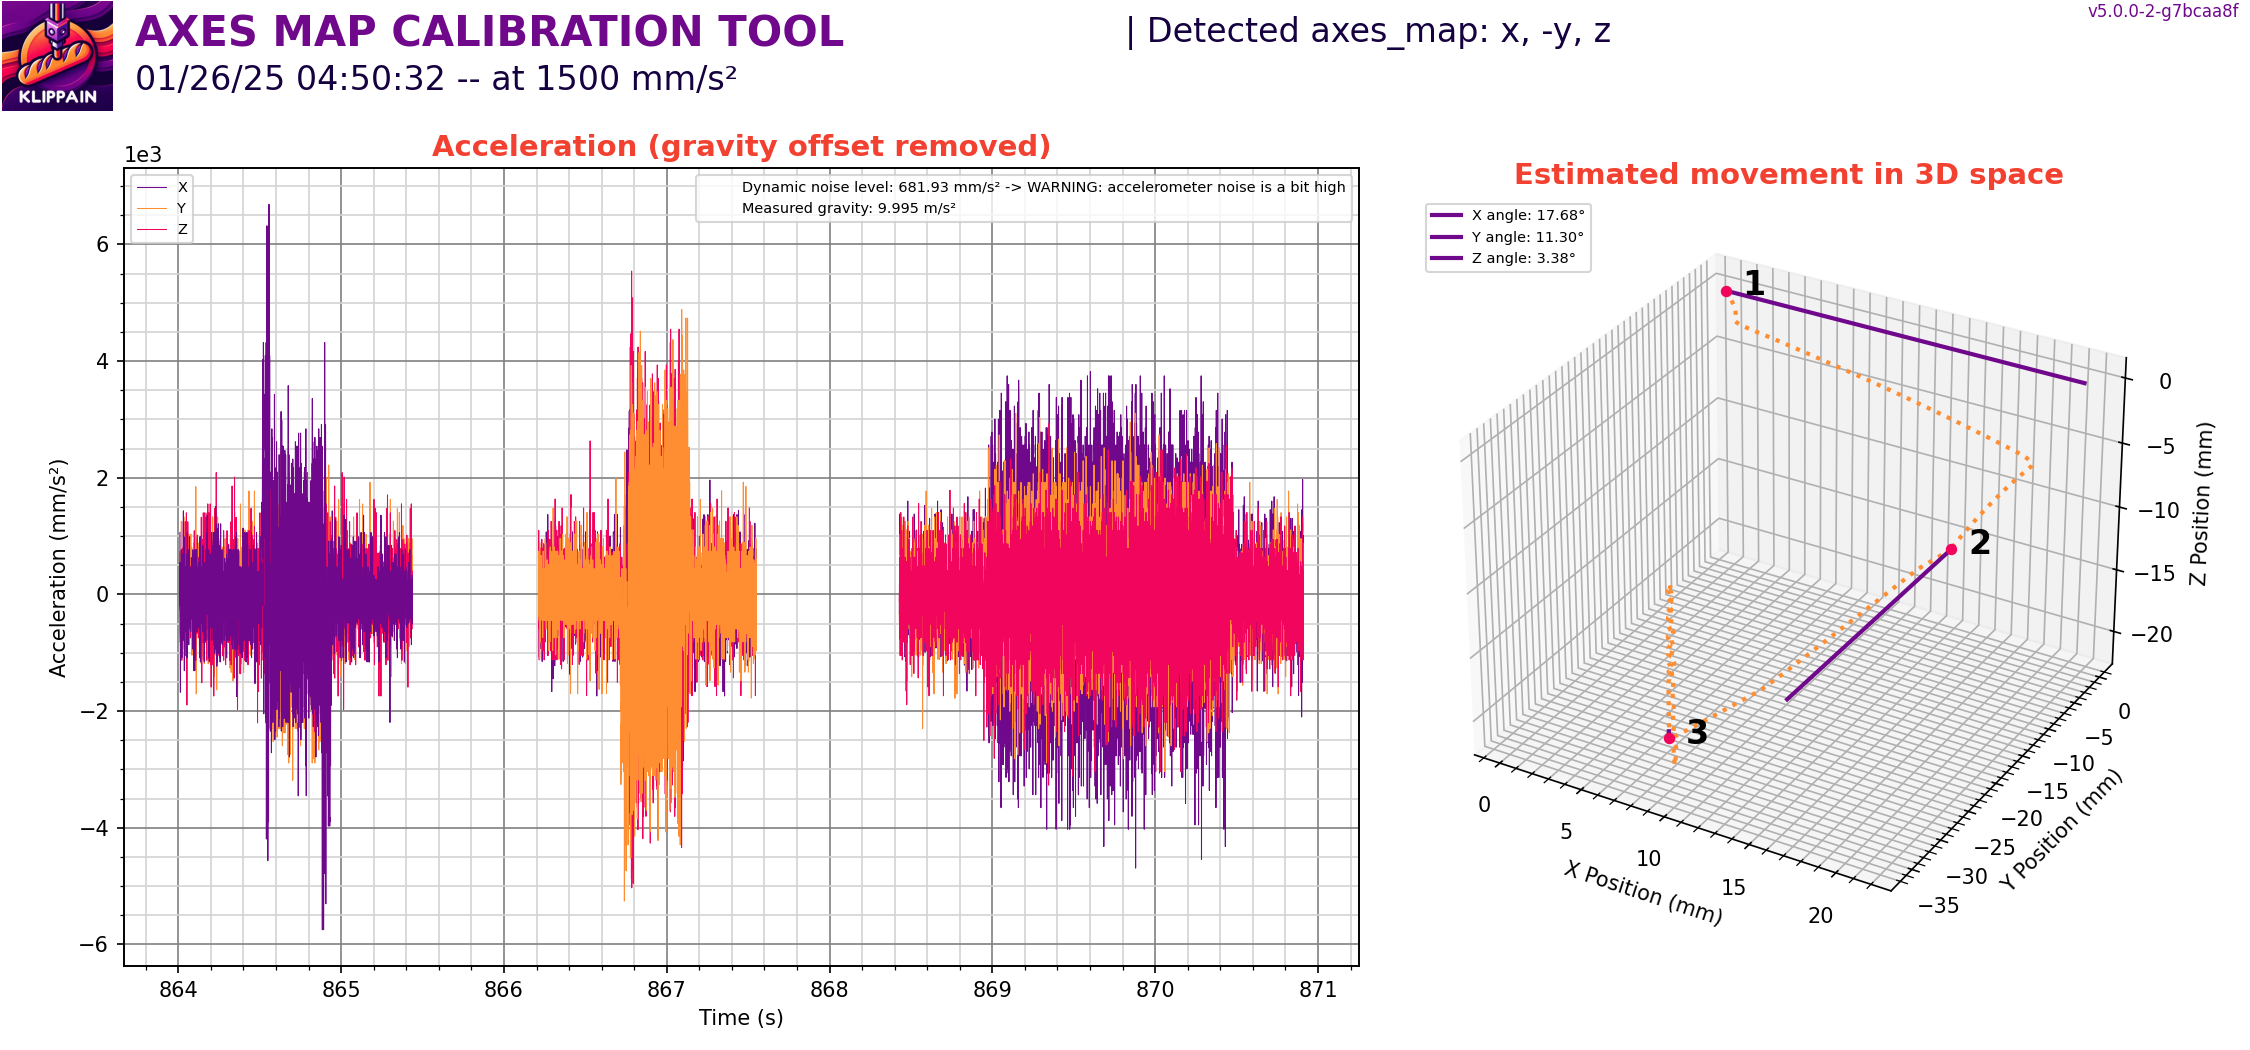 KLIPPAIN
AXES MAP CALIBRATION TOOL
01/26/25 04:50:32 -- at 1500 mm/s²
| Detected axes_map: x, -y, z
v5.0.0-2-g7bcaa8f
Acceleration (gravity offset removed)
1e3
X
Y
Z
Dynamic noise level: 681.93 mm/s² -> WARNING: accelerometer noise is a bit high
Measured gravity: 9.995 m/s²
6
4
2
0
−2
−4
−6
Acceleration (mm/s²)
864 865 866 867 868 869 870 871
Time (s)
Estimated movement in 3D space
X angle: 17.68°
Y angle: 11.30°
Z angle: 3.38°
1
2
3
0
−5
−10
−15
−20
Z Position (mm)
0
−5
−10
−15
−20
−25
−30
−35
Y Position (mm)
0
5
10
15
20
X Position (mm)